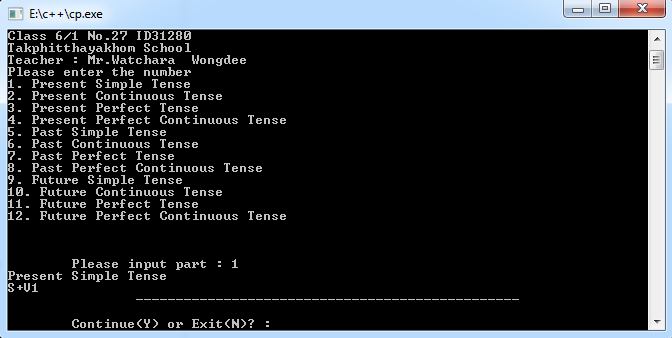 E:\c++\cp.exe
Class 6/1 No.27 ID31280
Takphitthayakhom School
Teacher : Mr.Watchara  Wongdee
Please enter the number
1. Present Simple Tense
2. Present Continuous Tense
3. Present Perfect Tense
4. Present Perfect Continuous Tense
5. Past Simple Tense
6. Past Continuous Tense
7. Past Perfect Tense
8. Past Perfect Continuous Tense
9. Future Simple Tense
10. Future Continuous Tense
11. Future Perfect Tense
12. Future Perfect Continuous Tense
Please input part : 1
Present Simple Tense
S+V1
------------------------------------------------
Continue(Y) or Exit(N)? :